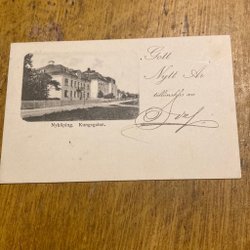 Gott
Nytt År
tillönskas av
Nyköping. Kungsgatan.